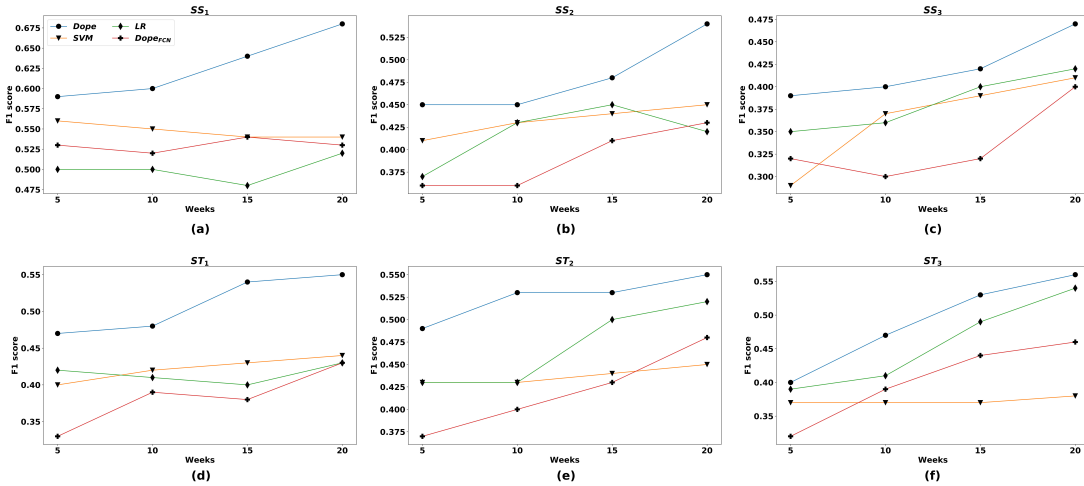 SS1
Dope
SVM
LR
DopeFCN
0.675
0.650
0.625
0.600
0.575
0.550
0.525
0.500
0.475
F1 score
5 10 15 20
Weeks
(a)
SS2
0.525
0.500
0.475
0.450
0.425
0.400
0.375
F1 score
5 10 15 20
Weeks
(b)
SS3
0.475
0.450
0.425
0.400
0.375
0.350
0.325
0.300
F1 score
5 10 15 20
Weeks
(c)
ST1
0.55
0.50
0.45
0.40
0.35
F1 score
5 10 15 20
Weeks
(d)
ST2
0.550
0.525
0.500
0.475
0.450
0.425
0.400
0.375
F1 score
5 10 15 20
Weeks
(e)
ST3
0.55
0.50
0.45
0.40
0.35
F1 score
5 10 15 20
Weeks
(f)